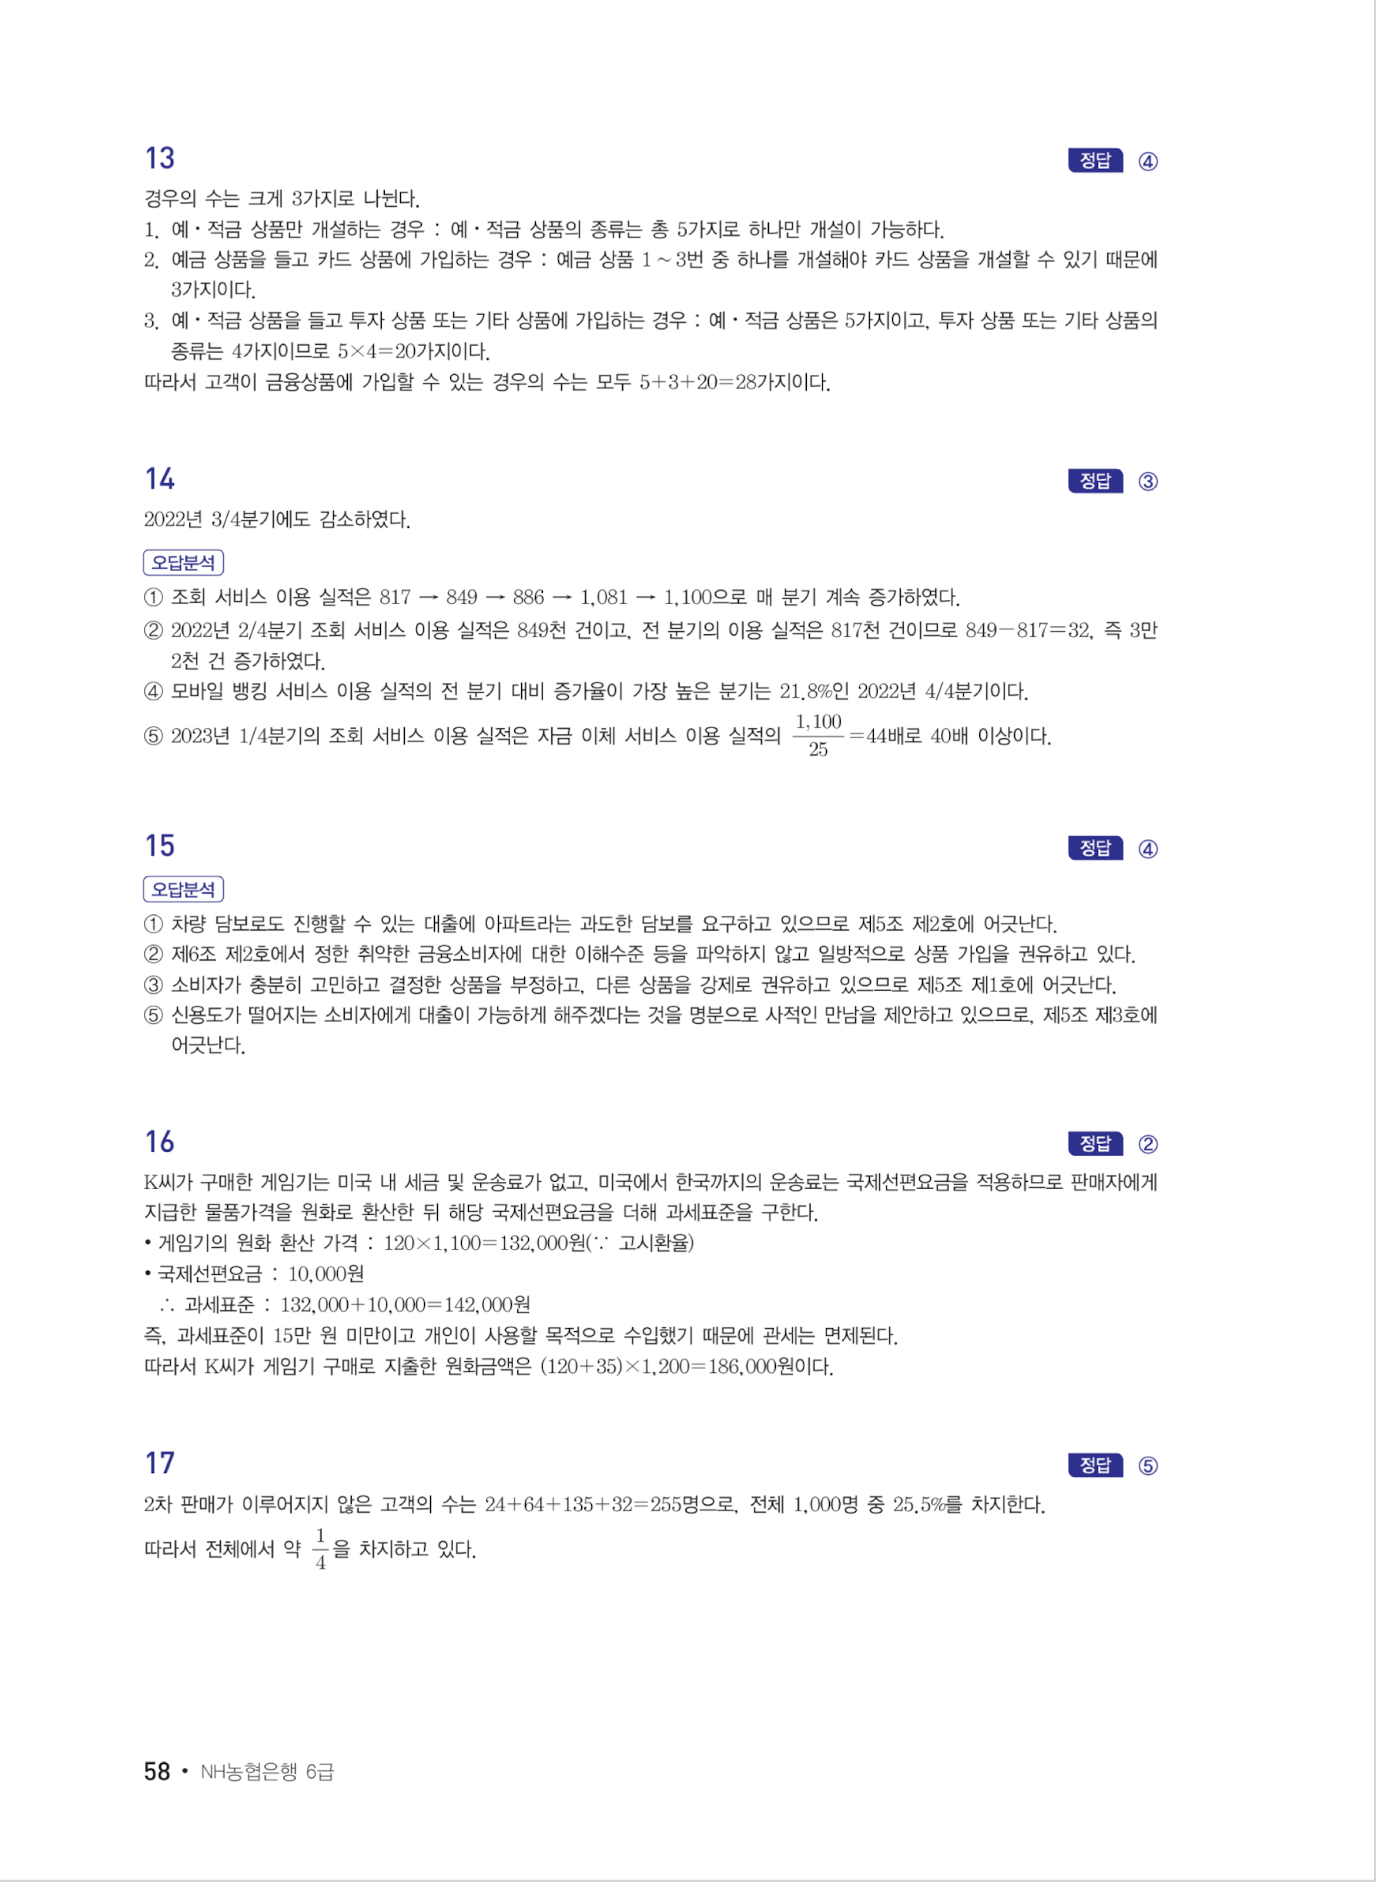 13 정답 ④
경우의 수는 크게 3가지로 나뉜다.
1. 예·적금 상품만 개설하는 경우 : 예·적금 상품의 종류는 총 5가지로 하나만 개설이 가능하다.
2. 예금 상품을 들고 카드 상품에 가입하는 경우 : 예금 상품 1~3번 중 하나를 개설해야 카드 상품을 개설할 수 있기 때문에
3가지이다.
3. 예·적금 상품을 들고 투자 상품 또는 기타 상품에 가입하는 경우 : 예·적금 상품은 5가지이고, 투자 상품 또는 기타 상품의
종류는 4가지이므로 5×4=20가지이다.
따라서 고객이 금융상품에 가입할 수 있는 경우의 수는 모두 5+3+20=28가지이다.
14 정답 ③
2022년 3/4분기에도 감소하였다.
오답분석
① 조회 서비스 이용 실적은 817 → 849 → 886 → 1,081 → 1,100으로 매 분기 계속 증가하였다.
② 2022년 2/4분기 조회 서비스 이용 실적은 849천 건이고, 전 분기의 이용 실적은 817천 건이므로 849-817=32, 즉 3만
2천 건 증가하였다.
④ 모바일 뱅킹 서비스 이용 실적의 전 분기 대비 증가율이 가장 높은 분기는 21.8%인 2022년 4/4분기이다.
⑤ 2023년 1/4분기의 조회 서비스 이용 실적은 자금 이체 서비스 이용 실적의 1,100/25=44배로 40배 이상이다.
15 정답 ④
오답분석
① 차량 담보로도 진행할 수 있는 대출에 아파트라는 과도한 담보를 요구하고 있으므로 제5조 제2호에 어긋난다.
② 제6조 제2호에서 정한 취약한 금융소비자에 대한 이해수준 등을 파악하지 않고 일방적으로 상품 가입을 권유하고 있다.
③ 소비자가 충분히 고민하고 결정한 상품을 부정하고, 다른 상품을 강제로 권유하고 있으므로 제5조 제1호에 어긋난다.
⑤ 신용도가 떨어지는 소비자에게 대출이 가능하게 해주겠다는 것을 명분으로 사적인 만남을 제안하고 있으므로, 제5조 제3호에
어긋난다.
16 정답 ②
K씨가 구매한 게임기는 미국 내 세금 및 운송료가 없고, 미국에서 한국까지의 운송료는 국제선편요금을 적용하므로 판매자에게
지급한 물품가격을 원화로 환산한 뒤 해당 국제선편요금을 더해 과세표준을 구한다.
• 게임기의 원화 환산 가격 : 120×1,100=132,000원(∵ 고시환율)
• 국제선편요금 : 10,000원
∴ 과세표준 : 132,000+10,000=142,000원
즉, 과세표준이 15만 원 미만이고 개인이 사용할 목적으로 수입했기 때문에 관세는 면제된다.
따라서 K씨가 게임기 구매로 지출한 원화금액은 (120+35)×1,200=186,000원이다.
17 정답 ⑤
2차 판매가 이루어지지 않은 고객의 수는 24+64+135+32=255명으로, 전체 1,000명 중 25.5%를 차지한다.
따라서 전체에서 약 1/4을 차지하고 있다.
58 • NH농협은행 6급